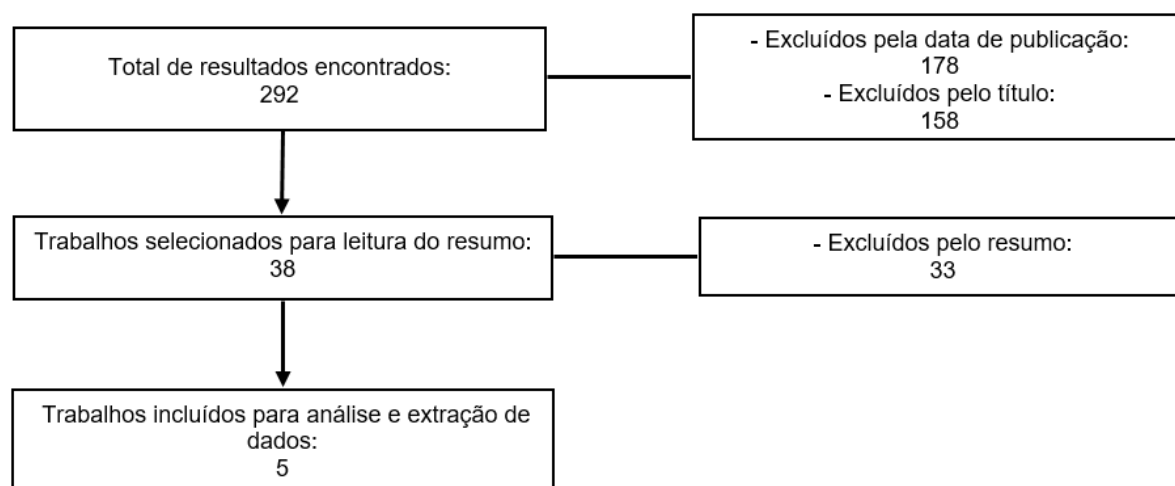 Total de resultados encontrados:
292
- Excluídos pela data de publicação:
178
- Excluídos pelo título:
158
Trabalhos selecionados para leitura do resumo:
38
- Excluídos pelo resumo:
33
Trabalhos incluídos para análise e extração de
dados:
5